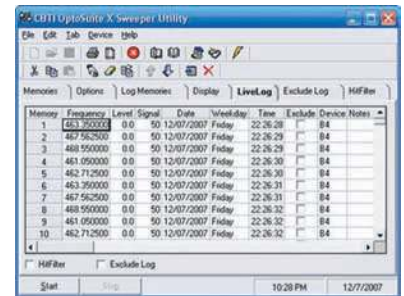 CBTI OptoSuite X Sweeper Utility
File Edit Tab Device Help
Memories Options Log Memories Display LiveLog Exclude Log HitFilter
Memory Frequency Level Signal Date Weekday Time Exclude Device Notes
1 463.350000 0.0 50 12/07/2007 Friday 22:26:28 B4
2 467.562500 0.0 50 12/07/2007 Friday 22:26:29 B4
3 468.550000 0.0 50 12/07/2007 Friday 22:26:29 B4
4 461.050000 0.0 50 12/07/2007 Friday 22:26:30 B4
5 462.712500 0.0 50 12/07/2007 Friday 22:26:30 B4
6 463.350000 0.0 50 12/07/2007 Friday 22:26:31 B4
7 467.562500 0.0 50 12/07/2007 Friday 22:26:31 B4
8 468.550000 0.0 50 12/07/2007 Friday 22:26:32 B4
9 461.050000 0.0 50 12/07/2007 Friday 22:26:32 B4
10 462.712500 0.0 50 12/07/2007 Friday 22:26:32 B4
HitFilter Exclude Log
Start Stop 10:28 PM 12/7/2007